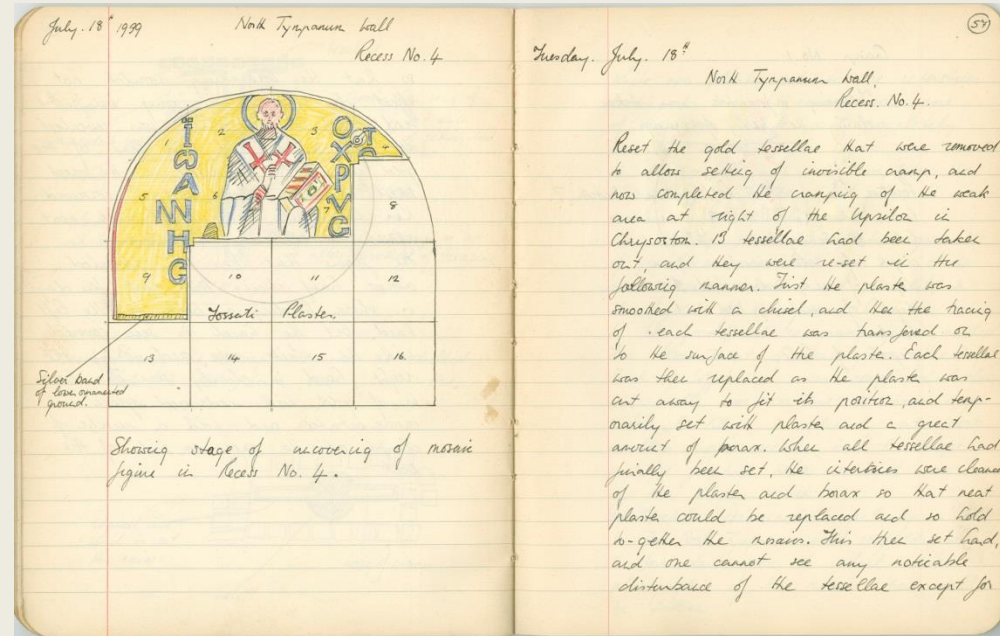 July. 18th 1939
North Tympanum Wall
Recess No. 4
ΪѠΑΝΝΗϹ
Ο ΧΡΥϹ
ΟϹΤΟ
1
2
3
4
5
6
7
8
9
10
11
12
Fossati Plaster.
13
14
15
16.
Silver band
of lower ornamented
ground.
Showing stage of uncovering of mosaic
figure in Recess No. 4.
Tuesday. July. 18th
North Tympanum Wall.
Recess. No. 4.
Reset the gold tessellae that were removed
to allow setting of invisible cramp, and
now completed the cramping of the weak
area at right of the Upsilon in
Chrysostom. 13 tessellae had been taken
out, and they were re-set in the
following manner. First the plaster was
smoothed with a chisel, and then the tracing
of each tessellae was transfered on
to the surface of the plaster. Each tessellae
was then replaced as the plaster was
cut away to fit its position, and temp-
orarily set with plaster and a great
amount of borax. When all tessellae had
finally been set, the interstices were cleaned
of the plaster and borax so that neat
plaster could be replaced and so hold
to-gether the mosaics. This then set hard,
and one cannot see any noticable
disturbance of the tessellae except for